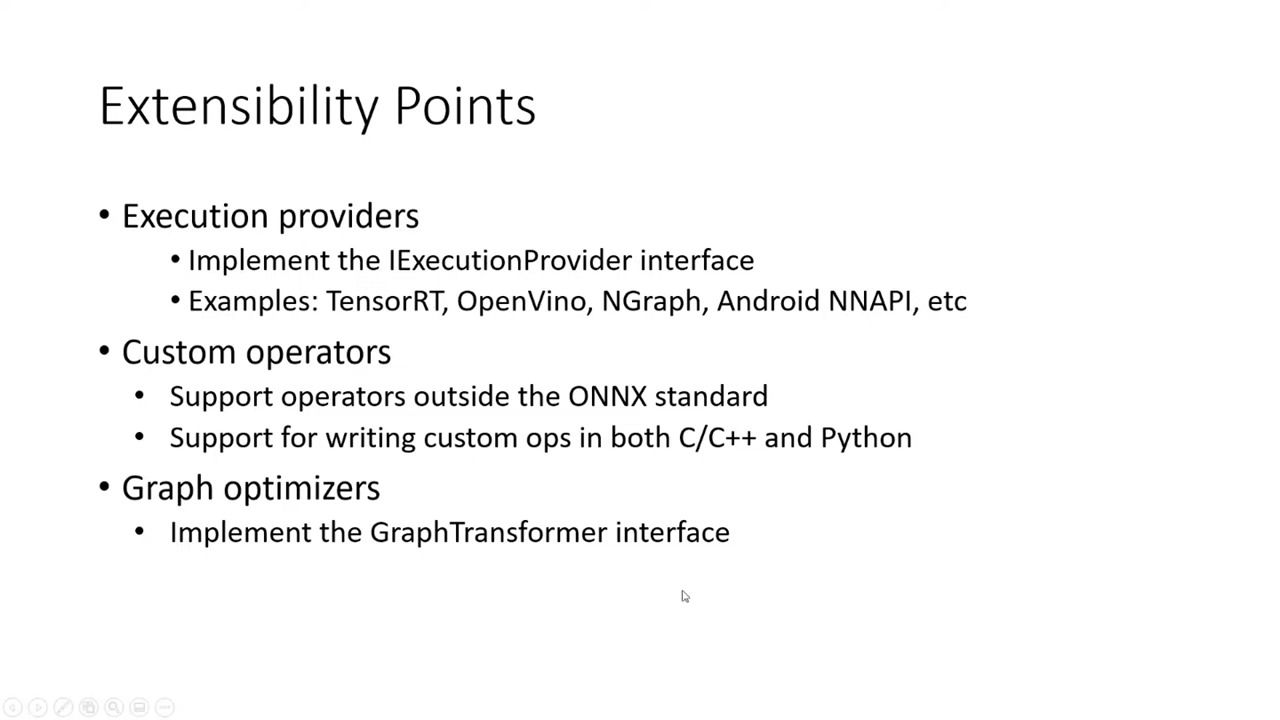 Extensibility Points
• Execution providers
• Implement the IExecutionProvider interface
• Examples: TensorRT, OpenVino, NGraph, Android NNAPI, etc
• Custom operators
• Support operators outside the ONNX standard
• Support for writing custom ops in both C/C++ and Python
• Graph optimizers
• Implement the GraphTransformer interface